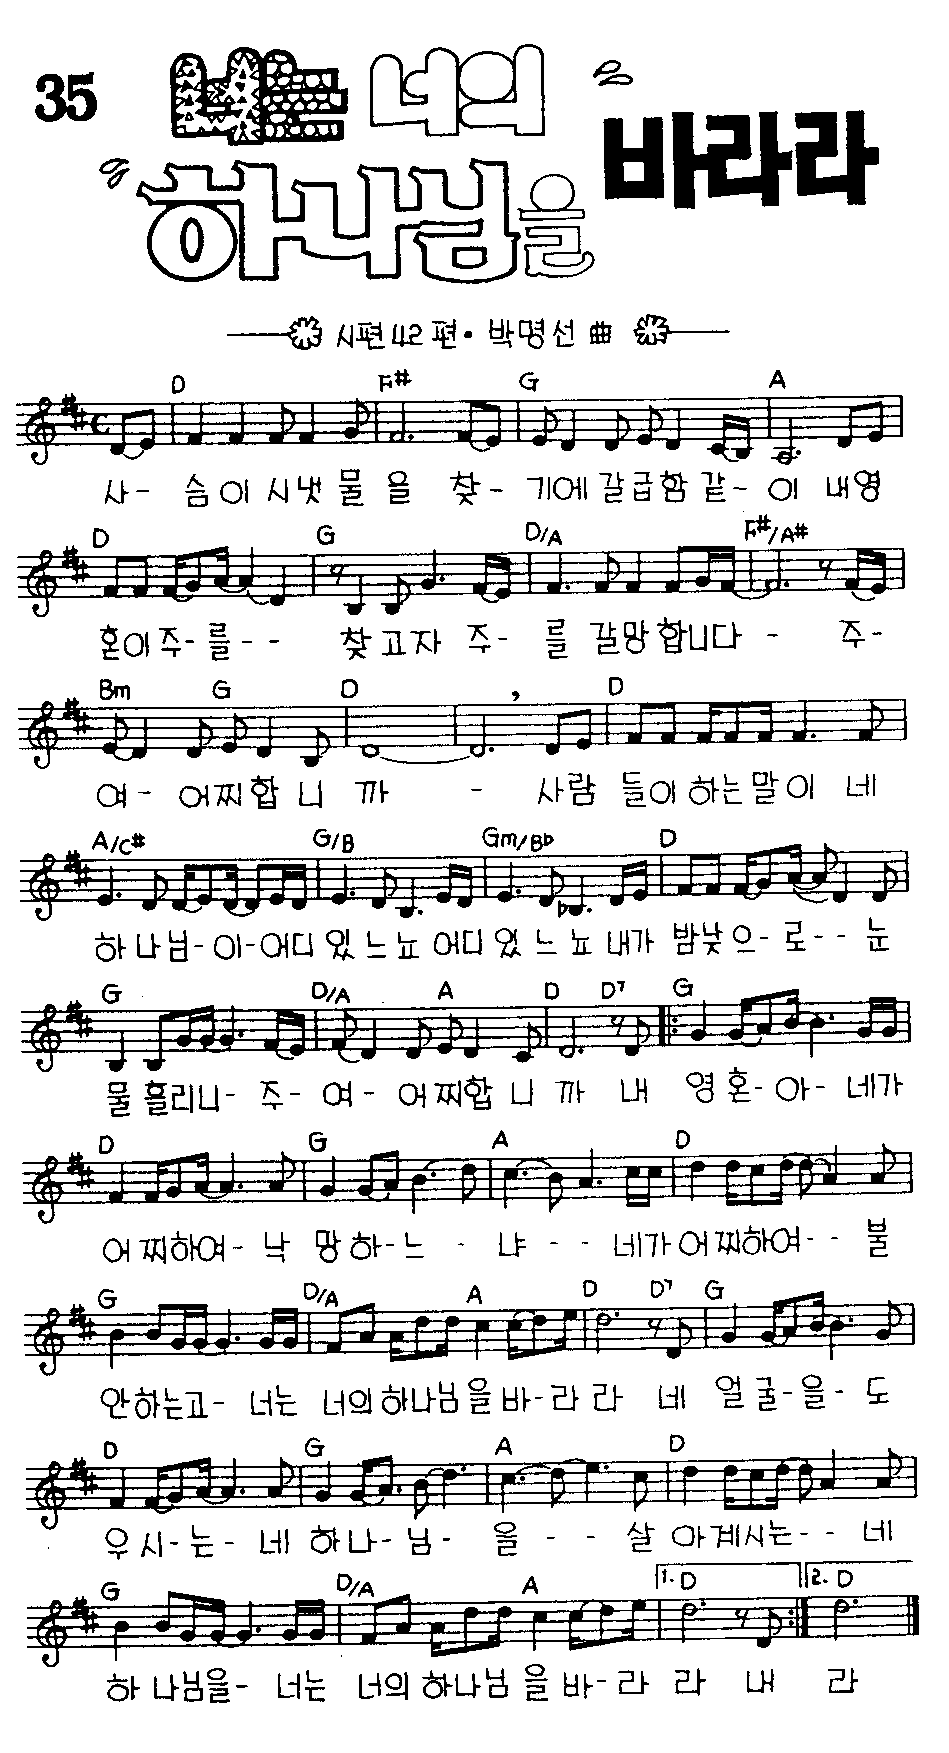 35
너는 너의
바라라
하나님을
시편 42편 • 박명선 曲
D F# G A
사- 슴이시냇물을 찾- 기에갈급함같- 이 내영
D G D/A F#/A#
혼이주-를-- 찾고자 주- 를 갈망합니다 - 주-
Bm G D D
여- 어찌합니까 - 사람들이하는말이 네
A/C# G/B Gm/Bb D
하나님-이-어디있느뇨 어디있느뇨 내가 밤낮으-로-- 눈
G D/A A D D7 G
물흘리니- 주- 여- 어찌합니까 내 영혼-아- 네가
D G A D
어찌하여- 낙망하-느 - 냐 - - 네가어찌하여-- 불
G D/A A D D7 G
안하는고- 너는 너의하나님을바-라라 네 얼굴-을- 도
D G A D
우시-는- 네 하나-님- 을 - - 살아계시는-- 네
G D/A A 1. D 2. D
하나님을- 너는 너의하나님을바-라라 내 라